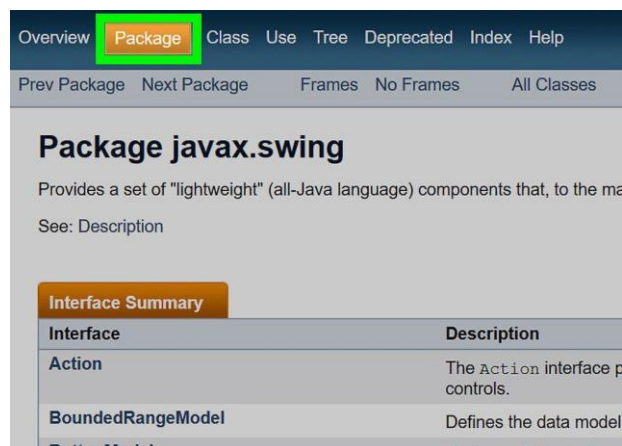 Overview Package Class Use Tree Deprecated Index Help
Prev Package Next Package Frames No Frames All Classes
Package javax.swing
Provides a set of "lightweight" (all-Java language) components that, to the ma
See: Description
Interface Summary
Interface Description
Action The Action interface p
controls.
BoundedRangeModel Defines the data model